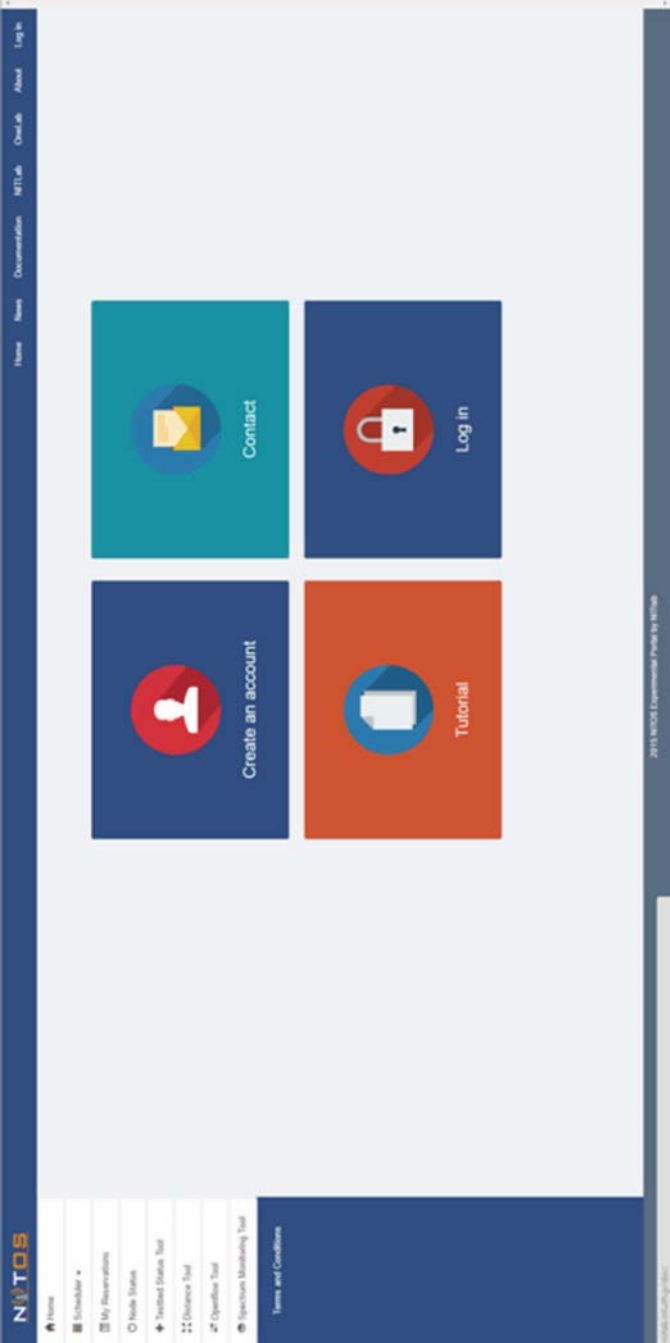 NITOS
Home News Documentation NITLab OneLab About Log in
Home
Scheduler
My Reservations
Node Status
Testbed Status Tool
Distance Tool
Openflow Tool
Spectrum Monitoring Tool
Terms and Conditions
Create an account
Contact
Tutorial
Log in
2015 NITOS Experimental Portal by NITlab